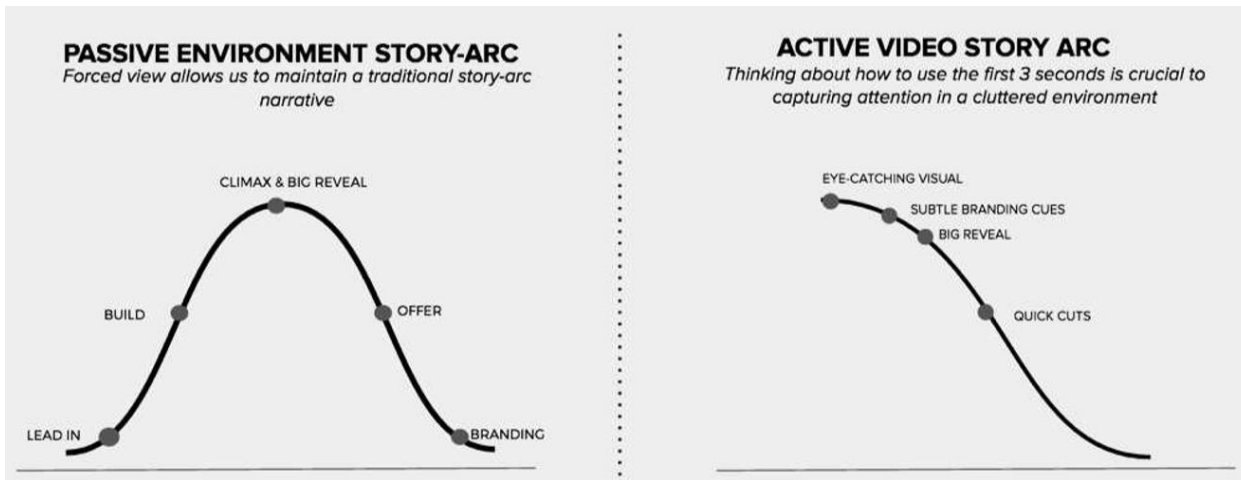 PASSIVE ENVIRONMENT STORY-ARC
Forced view allows us to maintain a traditional story-arc
narrative
CLIMAX & BIG REVEAL
BUILD
OFFER
LEAD IN
BRANDING
ACTIVE VIDEO STORY ARC
Thinking about how to use the first 3 seconds is crucial to
capturing attention in a cluttered environment
EYE-CATCHING VISUAL
SUBTLE BRANDING CUES
BIG REVEAL
QUICK CUTS